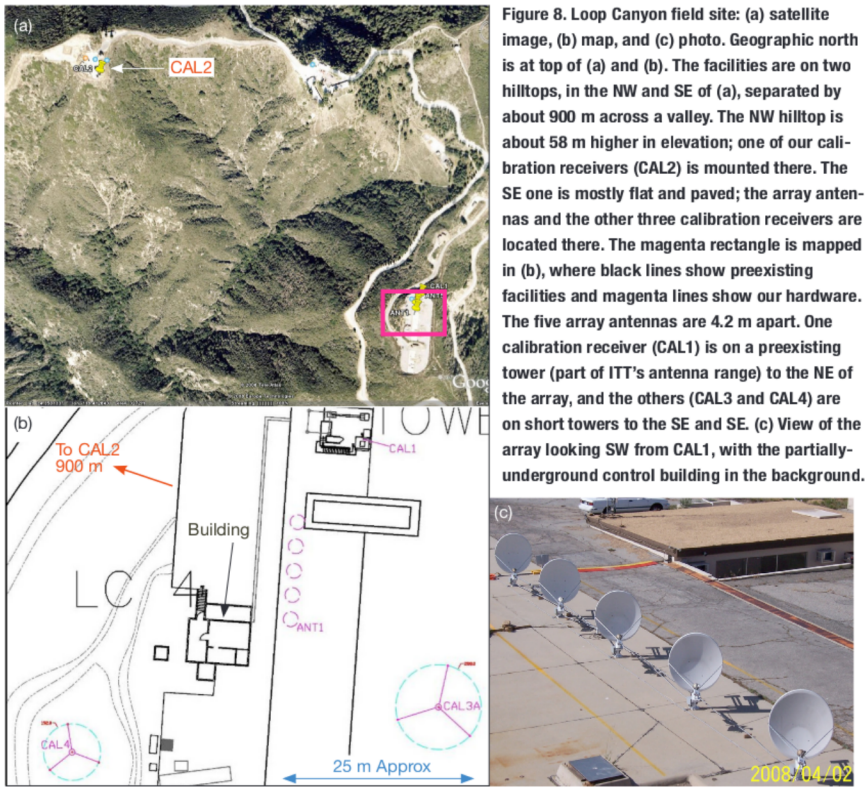 (a)
CAL2
CAL2
CAL1
ANT5
ANT1
Goog
Figure 8. Loop Canyon field site: (a) satellite
image, (b) map, and (c) photo. Geographic north
is at top of (a) and (b). The facilities are on two
hilltops, in the NW and SE of (a), separated by
about 900 m across a valley. The NW hilltop is
about 58 m higher in elevation; one of our cali-
bration receivers (CAL2) is mounted there. The
SE one is mostly flat and paved; the array anten-
nas and the other three calibration receivers are
located there. The magenta rectangle is mapped
in (b), where black lines show preexisting
facilities and magenta lines show our hardware.
The five array antennas are 4.2 m apart. One
calibration receiver (CAL1) is on a preexisting
tower (part of ITT's antenna range) to the NE of
the array, and the others (CAL3 and CAL4) are
on short towers to the SE and SE. (c) View of the
array looking SW from CAL1, with the partially-
underground control building in the background.
(b)
TOWE
CAL1
To CAL2
900 m
Building
LC 4
ANT1
CAL3A
CAL4
25 m Approx
(c)
2008/04/02